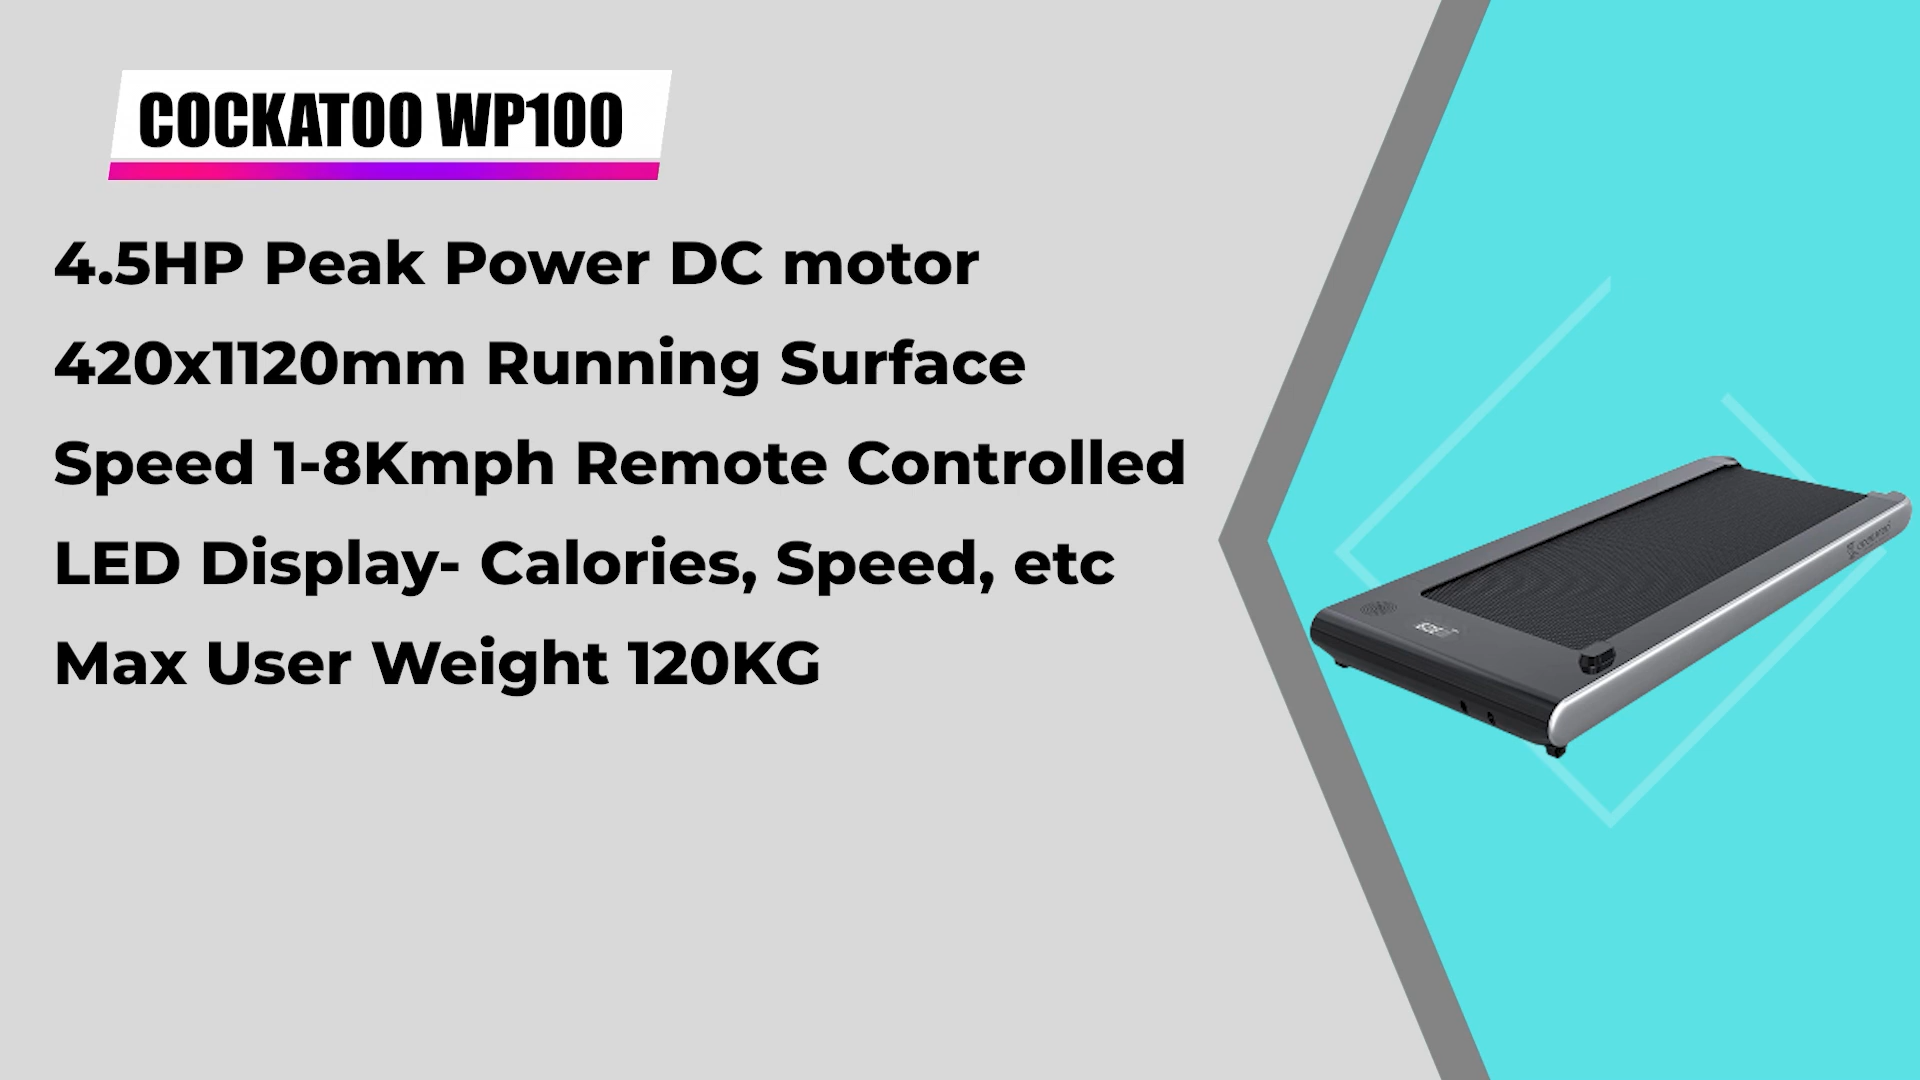 COCKATOO WP100
4.5HP Peak Power DC motor
420x1120mm Running Surface
Speed 1-8Kmph Remote Controlled
LED Display- Calories, Speed, etc
Max User Weight 120KG